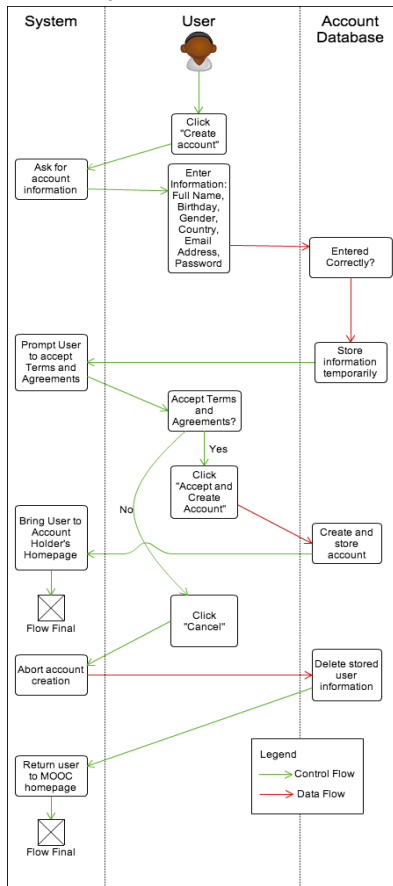 System
User
Account
Database
Click
"Create
account"
Ask for
account
information
Enter
Information:
Full Name,
Birthday,
Gender,
Country,
Email
Address,
Password
Entered
Correctly?
Prompt User
to accept
Terms and
Agreements
Store
information
temporarily
Accept Terms
and
Agreements?
Yes
No
Click
"Accept and
Create
Account"
Bring User to
Account
Holder's
Homepage
Create and
store
account
Flow Final
Click
"Cancel"
Abort account
creation
Delete stored
user
information
Return user
to MOOC
homepage
Flow Final
Legend
Control Flow
Data Flow